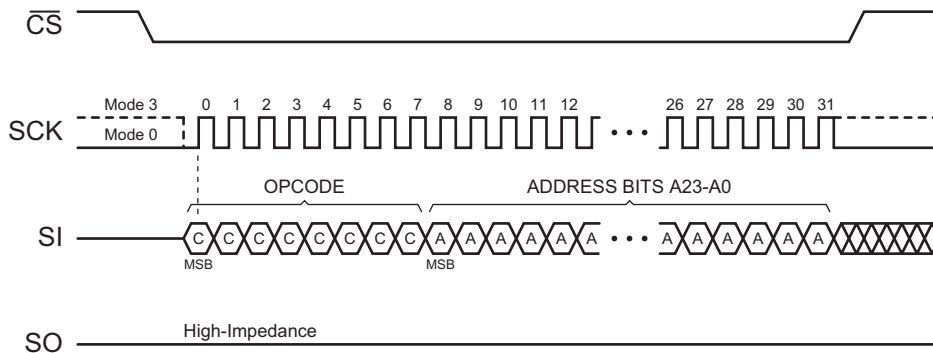 CS
Mode 3 0 1 2 3 4 5 6 7 8 9 10 11 12 26 27 28 29 30 31
SCK
Mode 0
OPCODE ADDRESS BITS A23-A0
SI C C C C C C C C A A A A A A A A A A A A
MSB MSB
High-Impedance
SO